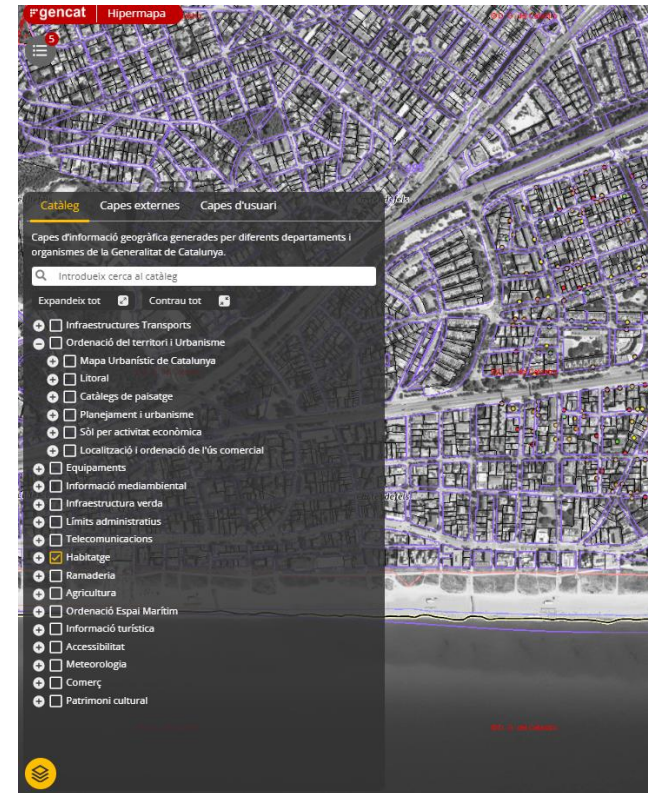 gencat Hipermapa
5
Catàleg Capes externes Capes d'usuari
Capes d'informació geogràfica generades per diferents departaments i
organismes de la Generalitat de Catalunya.
Introdueix cerca al catàleg
Expandeix tot Contrau tot
Infraestructures Transports
Ordenació del territori i Urbanisme
Mapa Urbanístic de Catalunya
Litoral
Catàlegs de paisatge
Planejament i urbanisme
Sòl per activitat econòmica
Localització i ordenació de l'ús comercial
Equipaments
Informació mediambiental
Infraestructura verda
Límits administratius
Telecomunicacions
Habitatge
Ramaderia
Agricultura
Ordenació Espai Marítim
Informació turística
Accessibilitat
Meteorologia
Comerç
Patrimoni cultural